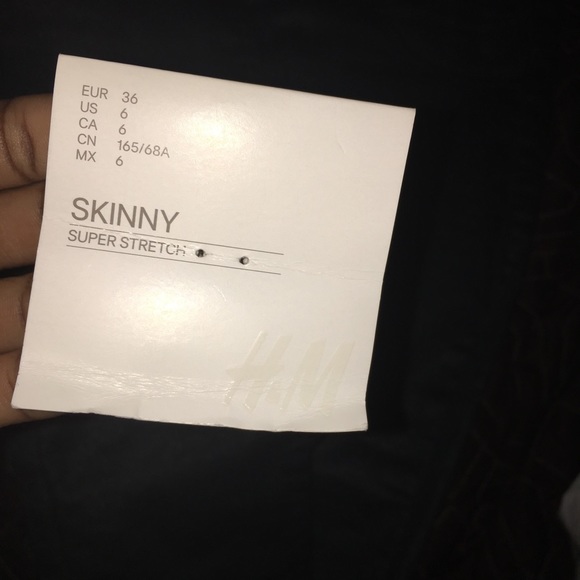 EUR 36
US 6
CA 6
CN 165/68A
MX 6
SKINNY
SUPER STRETCH
H&M